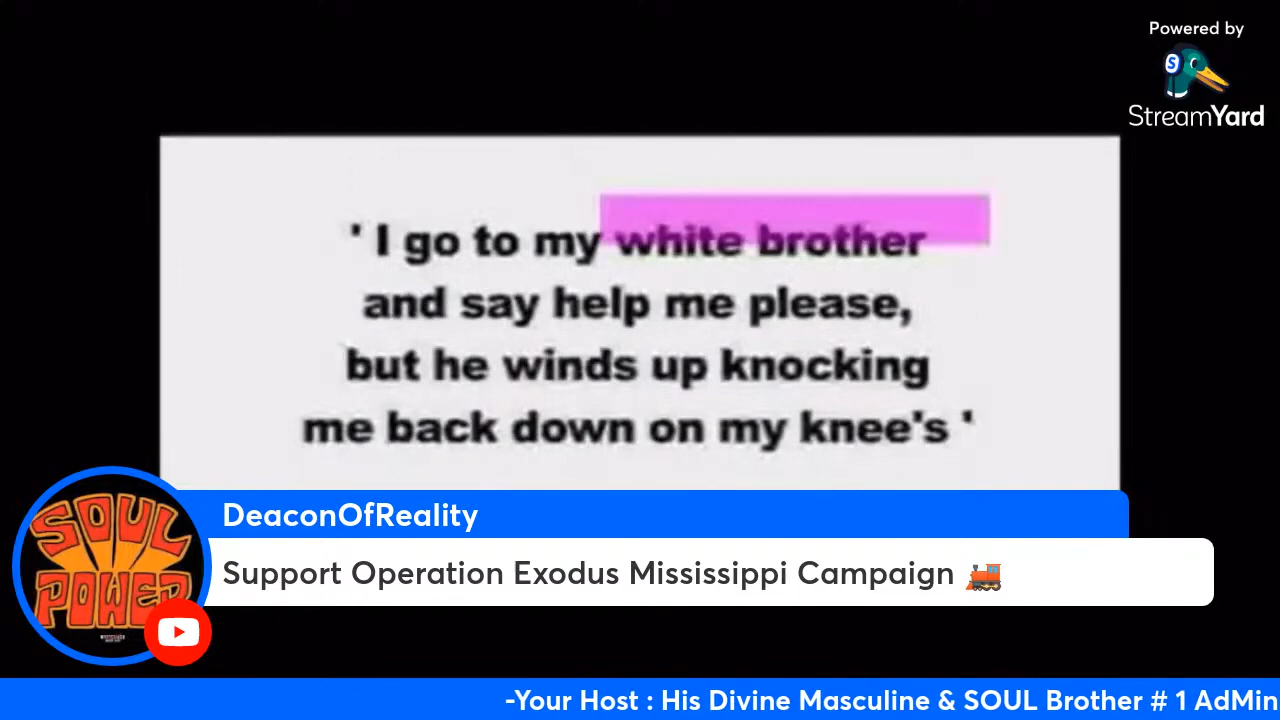 Powered by
S
StreamYard
' I go to my white brother
and say help me please,
but he winds up knocking
me back down on my knee's '
SOUL
POWER
DeaconOfReality
Support Operation Exodus Mississippi Campaign 🚂
-Your Host : His Divine Masculine & SOUL Brother # 1 AdMin